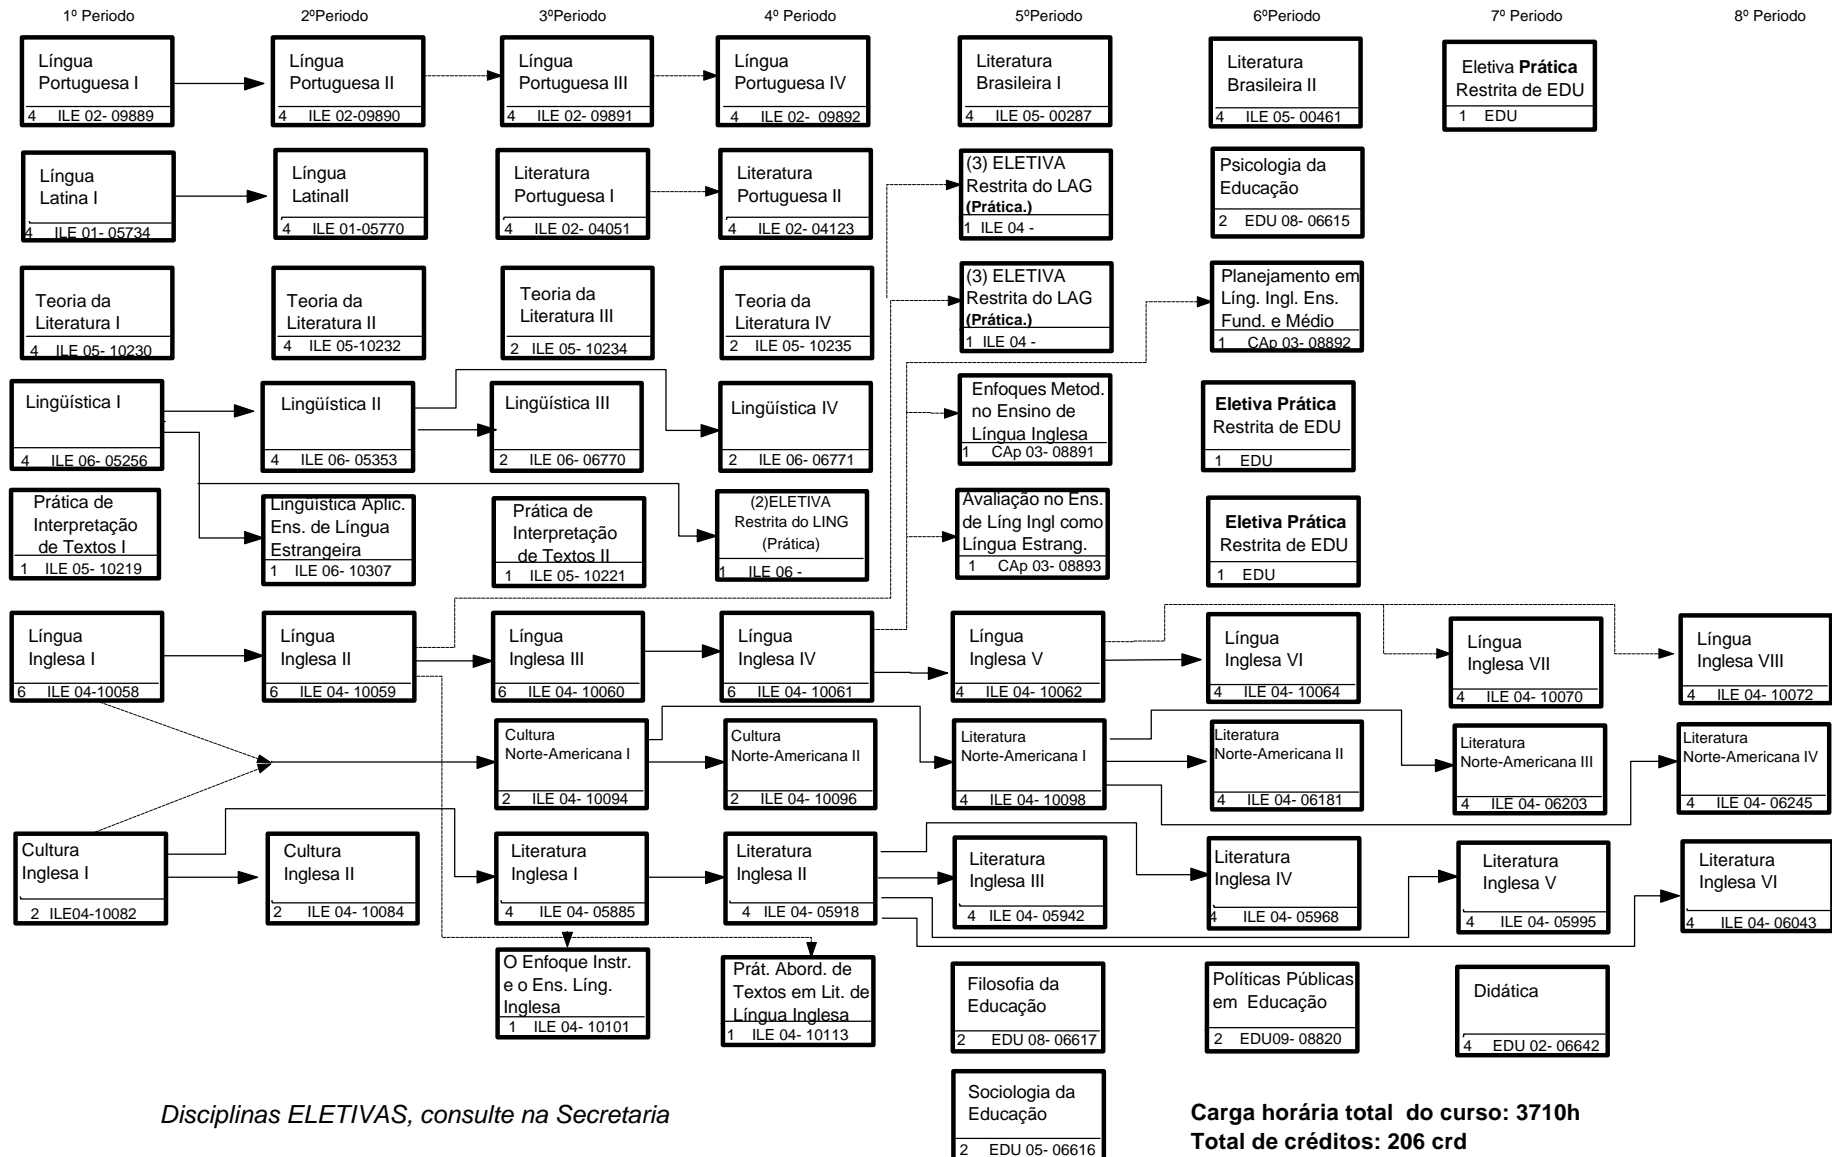 1º Periodo
2ºPeriodo
3ºPeriodo
4º Periodo
5ºPeriodo
6ºPeriodo
7º Periodo
8º Periodo
Língua
Portuguesa I
4 ILE 02- 09889
Língua
Portuguesa II
4 ILE 02-09890
Língua
Portuguesa III
4 ILE 02- 09891
Língua
Portuguesa IV
4 ILE 02- 09892
Literatura
Brasileira I
4 ILE 05- 00287
Literatura
Brasileira II
4 ILE 05- 00461
Eletiva Prática
Restrita de EDU
1 EDU
Língua
Latina I
4 ILE 01- 05734
Língua
LatinaII
4 ILE 01-05770
Literatura
Portuguesa I
4 ILE 02- 04051
Literatura
Portuguesa II
4 ILE 02- 04123
(3) ELETIVA
Restrita do LAG
(Prática.)
1 ILE 04 -
Psicologia da
Educação
2 EDU 08- 06615
Teoria da
Literatura I
4 ILE 05- 10230
Teoria da
Literatura II
4 ILE 05-10232
Teoria da
Literatura III
2 ILE 05- 10234
Teoria da
Literatura IV
2 ILE 05- 10235
(3) ELETIVA
Restrita do LAG
(Prática.)
1 ILE 04 -
Planejamento em
Líng. Ingl. Ens.
Fund. e Médio
1 CAp 03- 08892
Lingüística I
4 ILE 06- 05256
Lingüística II
4 ILE 06- 05353
Lingüística III
2 ILE 06- 06770
Lingüística IV
2 ILE 06- 06771
Enfoques Metod.
no Ensino de
Língua Inglesa
1 CAp 03- 08891
Eletiva Prática
Restrita de EDU
1 EDU
Prática de
Interpretação
de Textos I
1 ILE 05- 10219
Lingüística Aplic.
Ens. de Língua
Estrangeira
1 ILE 06- 10307
Prática de
Interpretação
de Textos II
1 ILE 05- 10221
(2)ELETIVA
Restrita do LING
(Prática)
1 ILE 06 -
Avaliação no Ens.
de Líng Ingl como
Língua Estrang.
1 CAp 03- 08893
Eletiva Prática
Restrita de EDU
1 EDU
Língua
Inglesa I
6 ILE 04-10058
Língua
Inglesa II
6 ILE 04- 10059
Língua
Inglesa III
6 ILE 04- 10060
Língua
Inglesa IV
6 ILE 04- 10061
Língua
Inglesa V
4 ILE 04- 10062
Língua
Inglesa VI
4 ILE 04- 10064
Língua
Inglesa VII
4 ILE 04- 10070
Língua
Inglesa VIII
4 ILE 04- 10072
Cultura
Norte-Americana I
2 ILE 04- 10094
Cultura
Norte-Americana II
2 ILE 04- 10096
Literatura
Norte-Americana I
4 ILE 04- 10098
Literatura
Norte-Americana II
4 ILE 04- 06181
Literatura
Norte-Americana III
4 ILE 04- 06203
Literatura
Norte-Americana IV
4 ILE 04- 06245
Cultura
Inglesa I
2 ILE04-10082
Cultura
Inglesa II
2 ILE 04- 10084
Literatura
Inglesa I
4 ILE 04- 05885
Literatura
Inglesa II
4 ILE 04- 05918
Literatura
Inglesa III
4 ILE 04- 05942
Literatura
Inglesa IV
4 ILE 04- 05968
Literatura
Inglesa V
4 ILE 04- 05995
Literatura
Inglesa VI
4 ILE 04- 06043
O Enfoque Instr.
e o Ens. Líng.
Inglesa
1 ILE 04- 10101
Prát. Abord. de
Textos em Lit. de
Língua Inglesa
1 ILE 04- 10113
Filosofia da
Educação
2 EDU 08- 06617
Políticas Públicas
em Educação
2 EDU09- 08820
Didática
4 EDU 02- 06642
Sociologia da
Educação
2 EDU 05- 06616
Disciplinas ELETIVAS, consulte na Secretaria
Carga horária total do curso: 3710h
Total de créditos: 206 crd